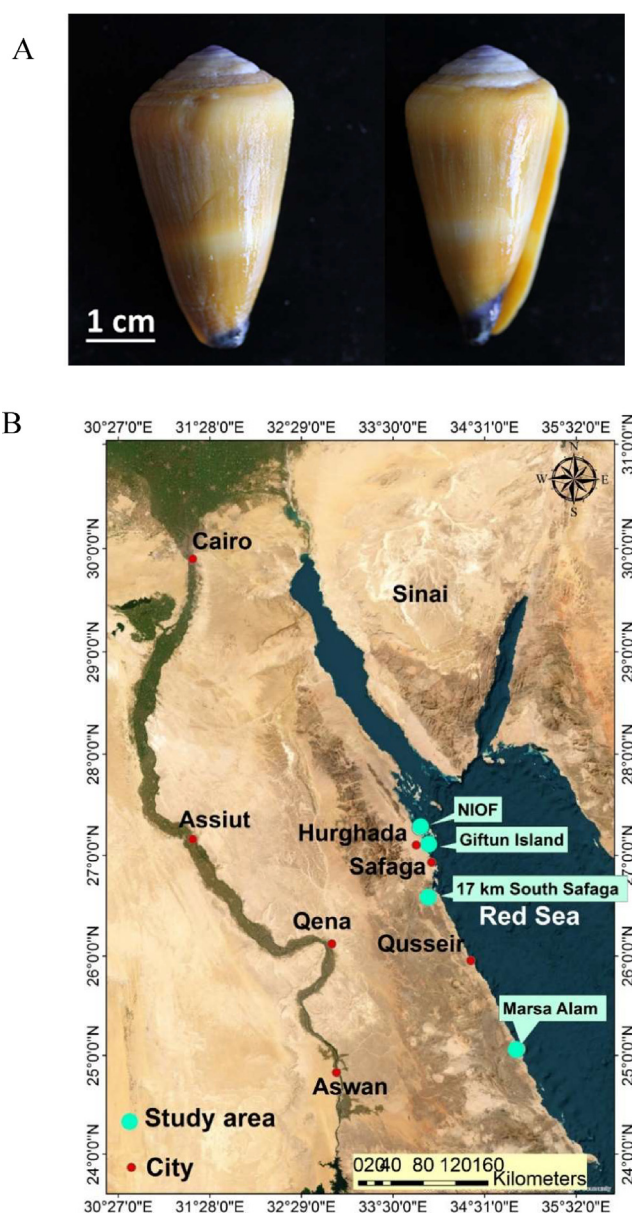 A
1 cm
B
30°27'0"E 31°28'0"E 32°29'0"E 33°30'0"E 34°31'0"E 35°32'0"E
N
W E
S
31°0'0"N
30°0'0"N
29°0'0"N
28°0'0"N
27°0'0"N
26°0'0"N
25°0'0"N
24°0'0"N
31°0'0"N
30°0'0"N
29°0'0"N
28°0'0"N
27°0'0"N
26°0'0"N
25°0'0"N
24°0'0"N
Cairo
Sinai
Assiut
NIOF
Hurghada
Giftun Island
Safaga
17 km South Safaga
Red Sea
Qena
Qusseir
Marsa Alam
Aswan
Study area
City
02040 80 120160
Kilometers
30°27'0"E 31°28'0"E 32°29'0"E 33°30'0"E 34°31'0"E 35°32'0"E